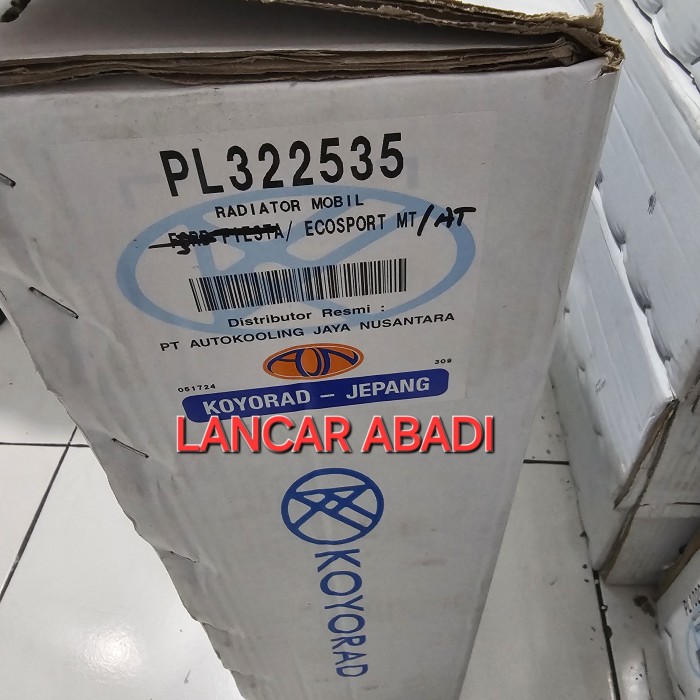 PL322535
RADIATOR MOBIL
FORD FIESTA/ ECOSPORT MT/AT
Distributor Resmi :
PT AUTOKOOLING JAYA NUSANTARA
AJN
051724
309
KOYORAD - JEPANG
LANCAR ABADI
KOYORAD